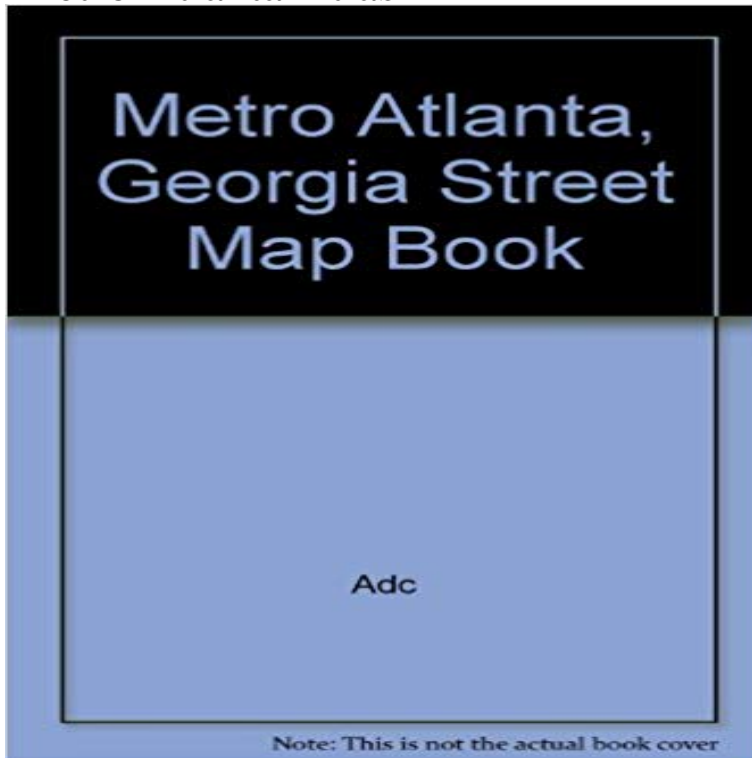 Metro Atlanta,
Georgia Street
Map Book
Adc
Note: This is not the actual book cover